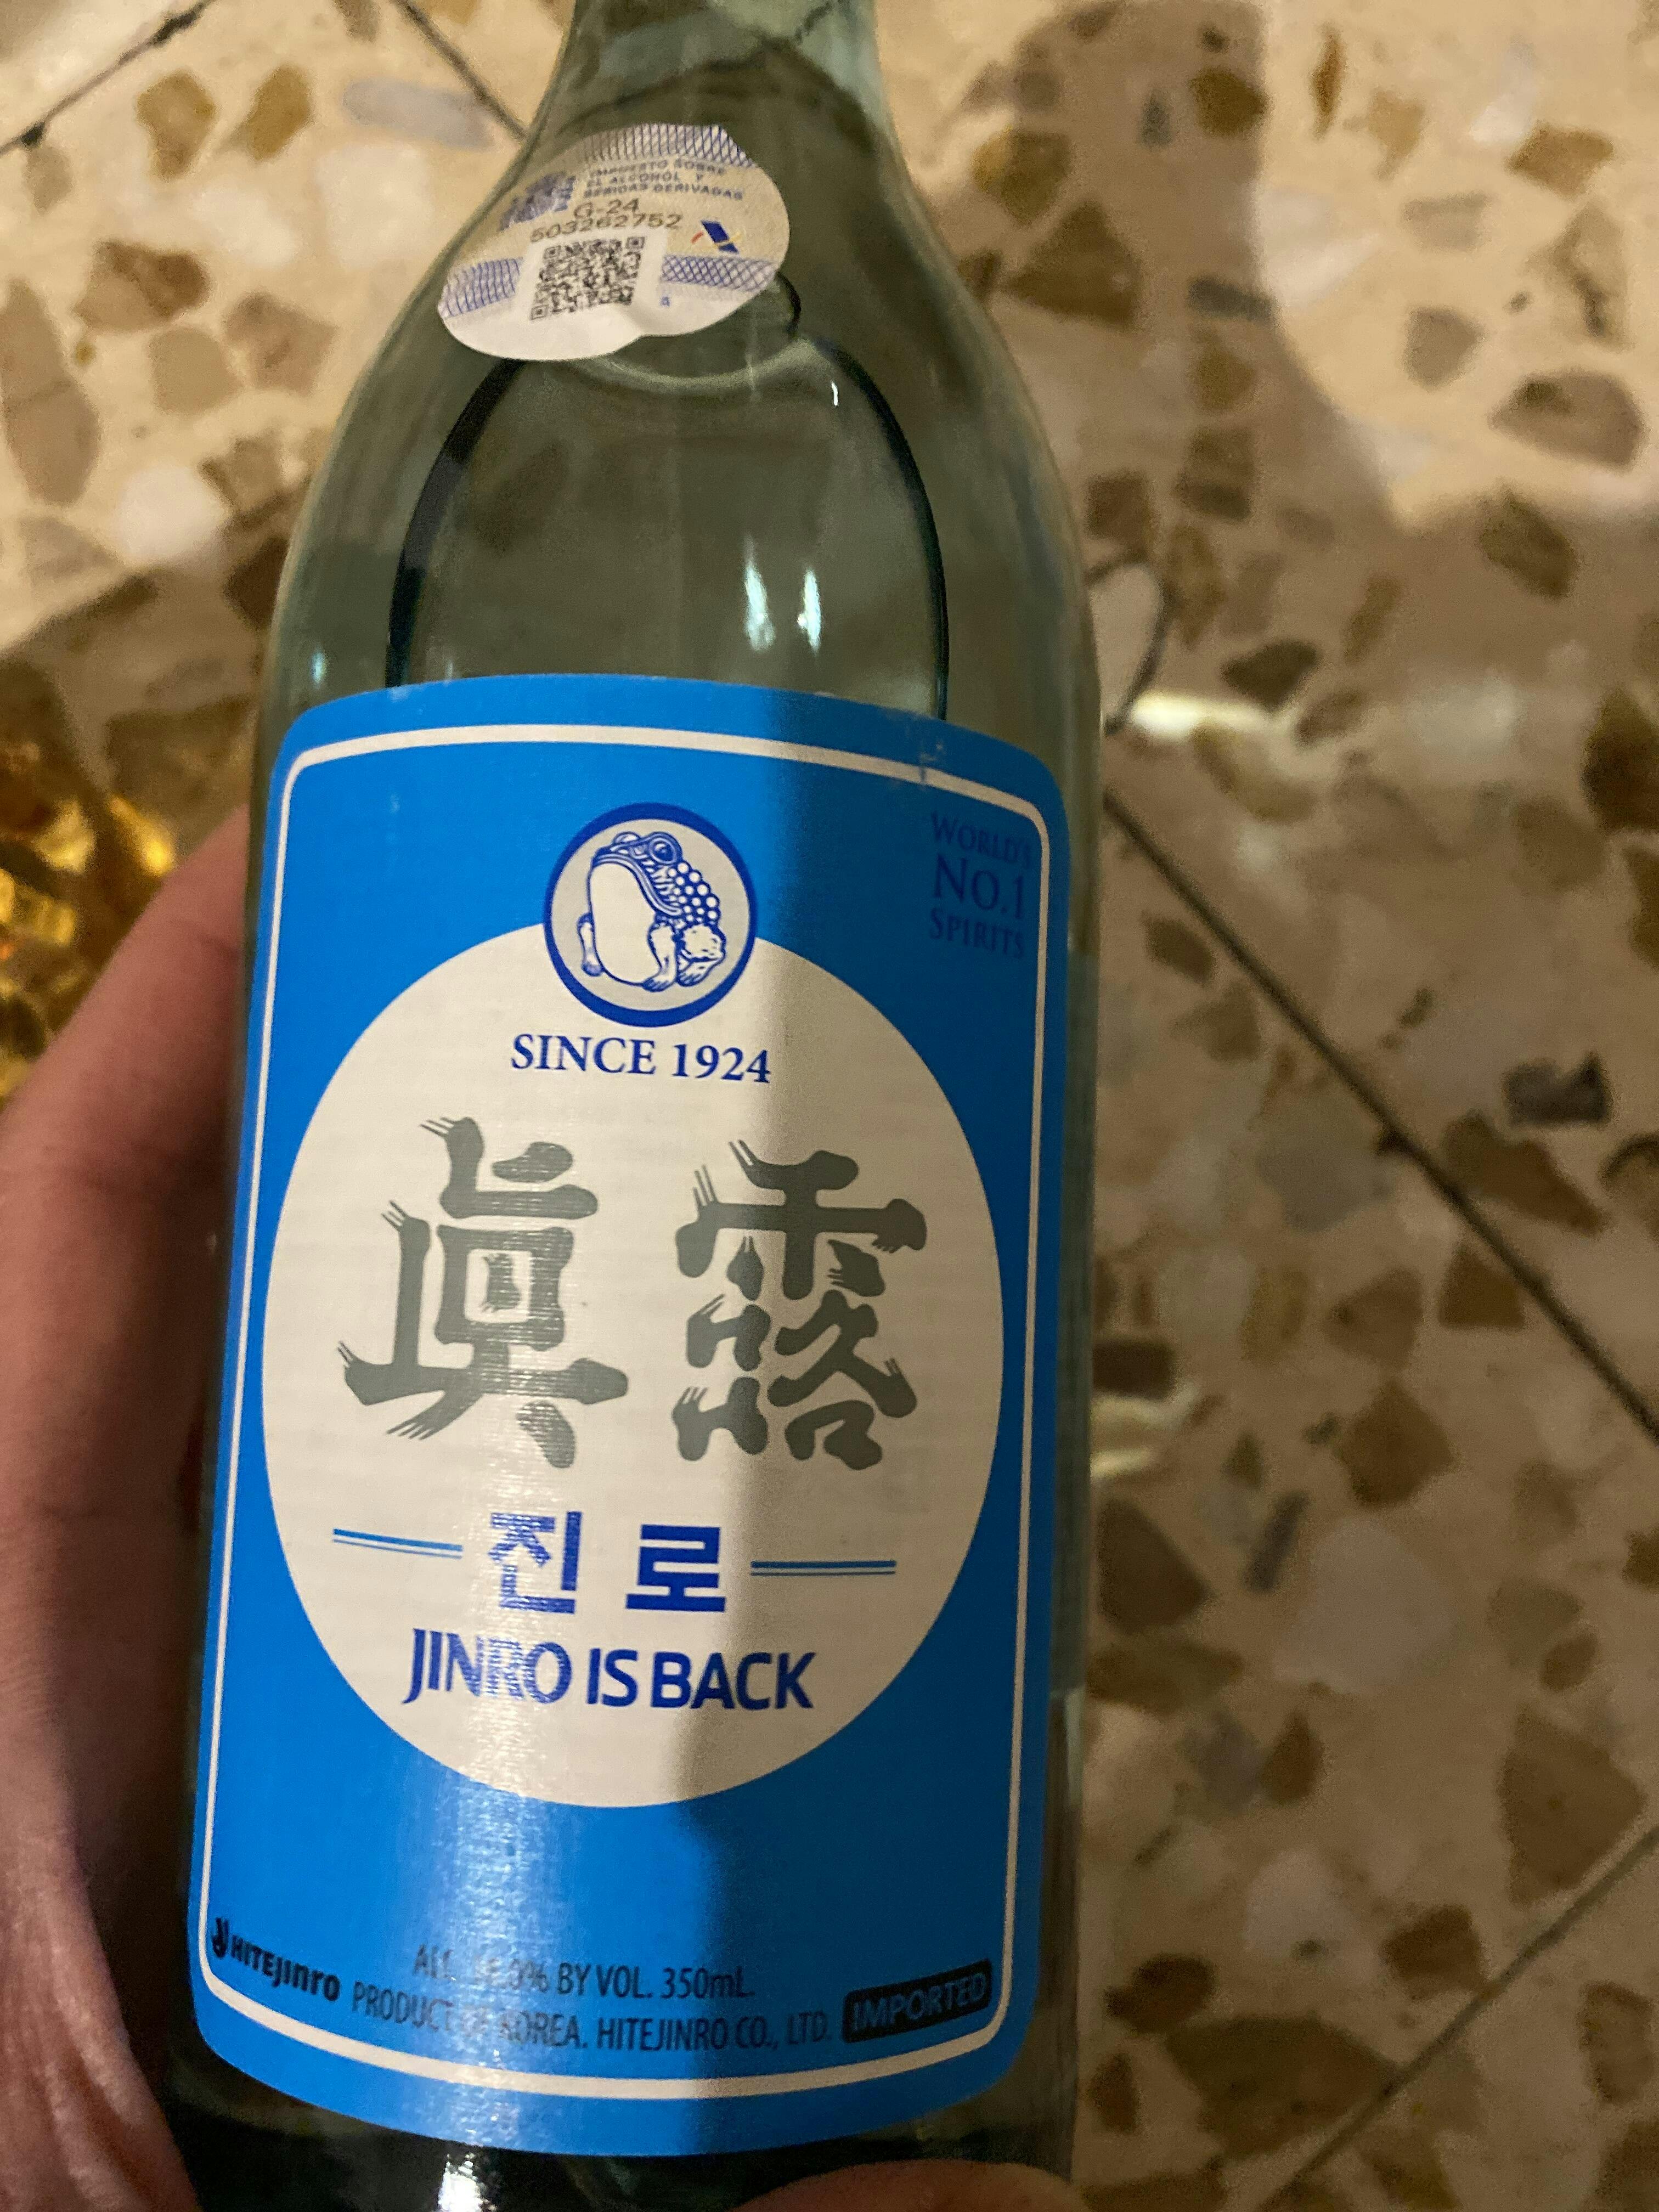 IMPUESTO SOBRE
EL ALCOHOL Y
BEBIDAS DERIVADAS
G-24
503262752
WORLD'S
No.1
SPIRITS
SINCE 1924
眞露
진로
JINRO IS BACK
HITEJINRO
BY VOL. 350mL.
PRODUCT OF KOREA. HITEJINRO CO., LTD.
IMPORTED